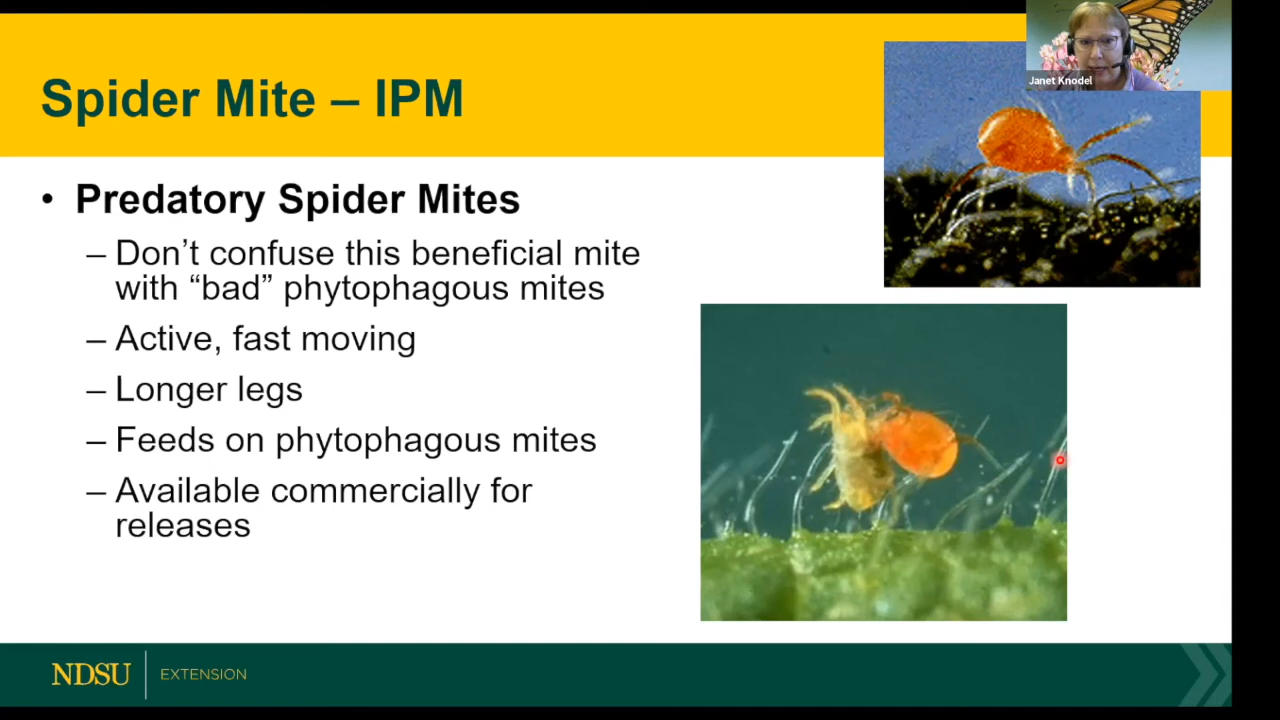 Spider Mite – IPM
Janet Knodel
• Predatory Spider Mites
– Don’t confuse this beneficial mite
with “bad” phytophagous mites
– Active, fast moving
– Longer legs
– Feeds on phytophagous mites
– Available commercially for
releases
NDSU EXTENSION